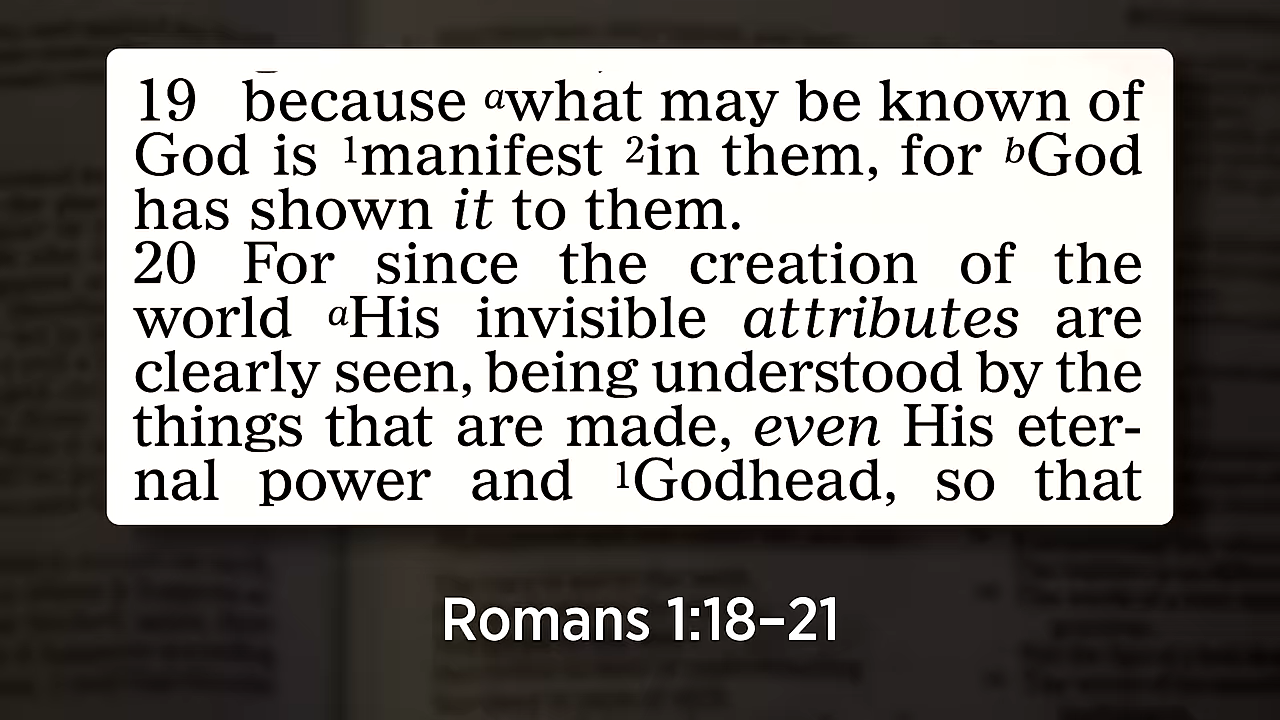 19 because ᵃwhat may be known of
God is ¹manifest ²in them, for ᵇGod
has shown it to them.
20 For since the creation of the
world ᵃHis invisible attributes are
clearly seen, being understood by the
things that are made, even His eter-
nal power and ¹Godhead, so that
Romans 1:18–21